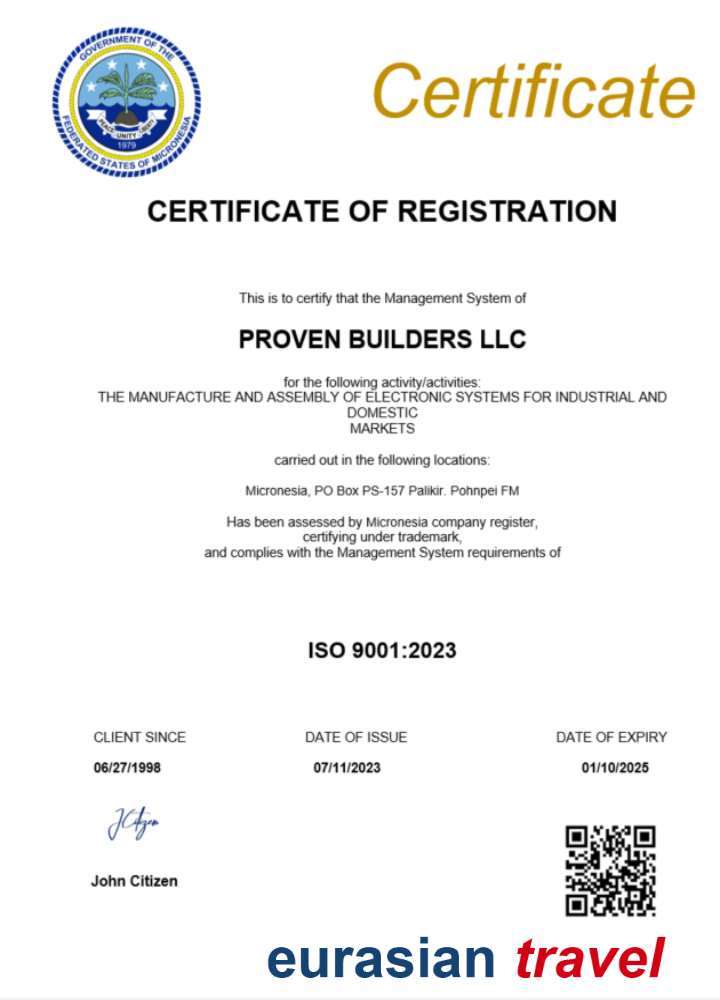 GOVERNMENT OF THE
FEDERATED STATES OF MICRONESIA
PEACE UNITY LIBERTY
1979
Certificate
CERTIFICATE OF REGISTRATION
This is to certify that the Management System of
PROVEN BUILDERS LLC
for the following activity/activities:
THE MANUFACTURE AND ASSEMBLY OF ELECTRONIC SYSTEMS FOR INDUSTRIAL AND
DOMESTIC
MARKETS
carried out in the following locations:
Micronesia, PO Box PS-157 Palikir. Pohnpei FM
Has been assessed by Micronesia company register,
certifying under trademark,
and complies with the Management System requirements of
ISO 9001:2023
CLIENT SINCE DATE OF ISSUE DATE OF EXPIRY
06/27/1998 07/11/2023 01/10/2025
JCitizen
John Citizen
eurasian travel